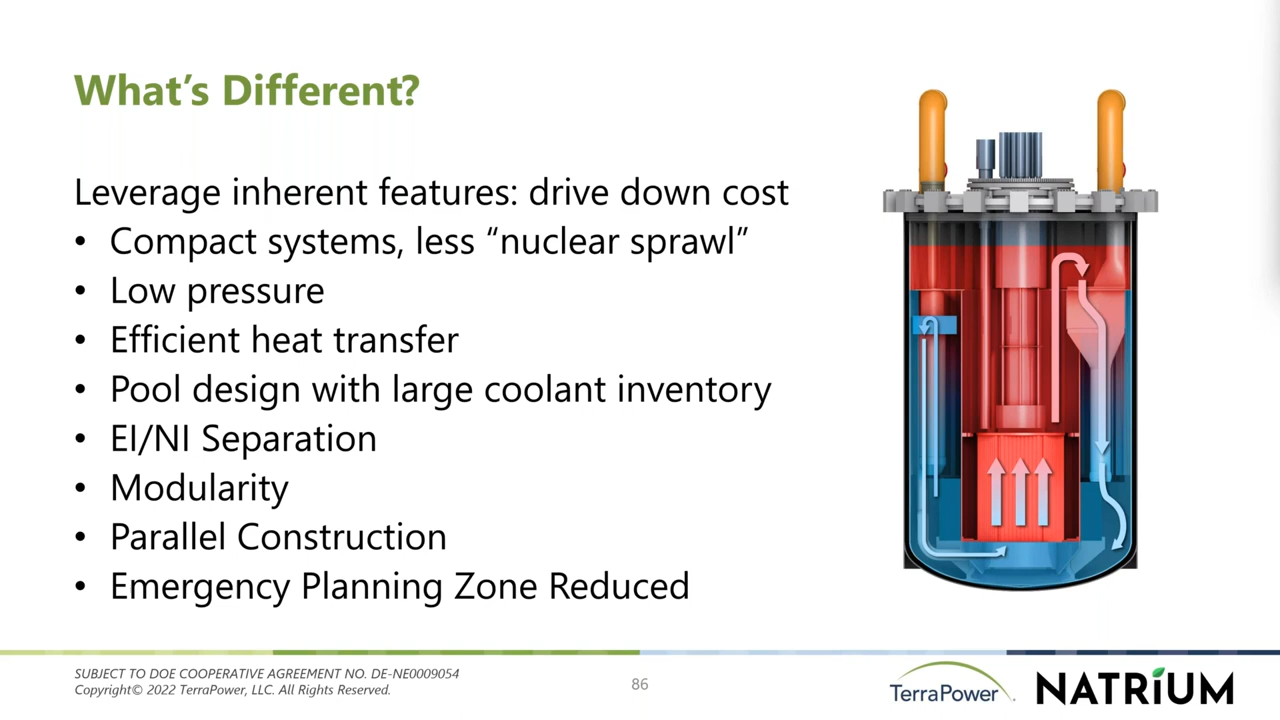 What’s Different?
Leverage inherent features: drive down cost
• Compact systems, less “nuclear sprawl”
• Low pressure
• Efficient heat transfer
• Pool design with large coolant inventory
• EI/NI Separation
• Modularity
• Parallel Construction
• Emergency Planning Zone Reduced
SUBJECT TO DOE COOPERATIVE AGREEMENT NO. DE-NE0009054
Copyright© 2022 TerraPower, LLC. All Rights Reserved.
86
TerraPower
NATRiUM